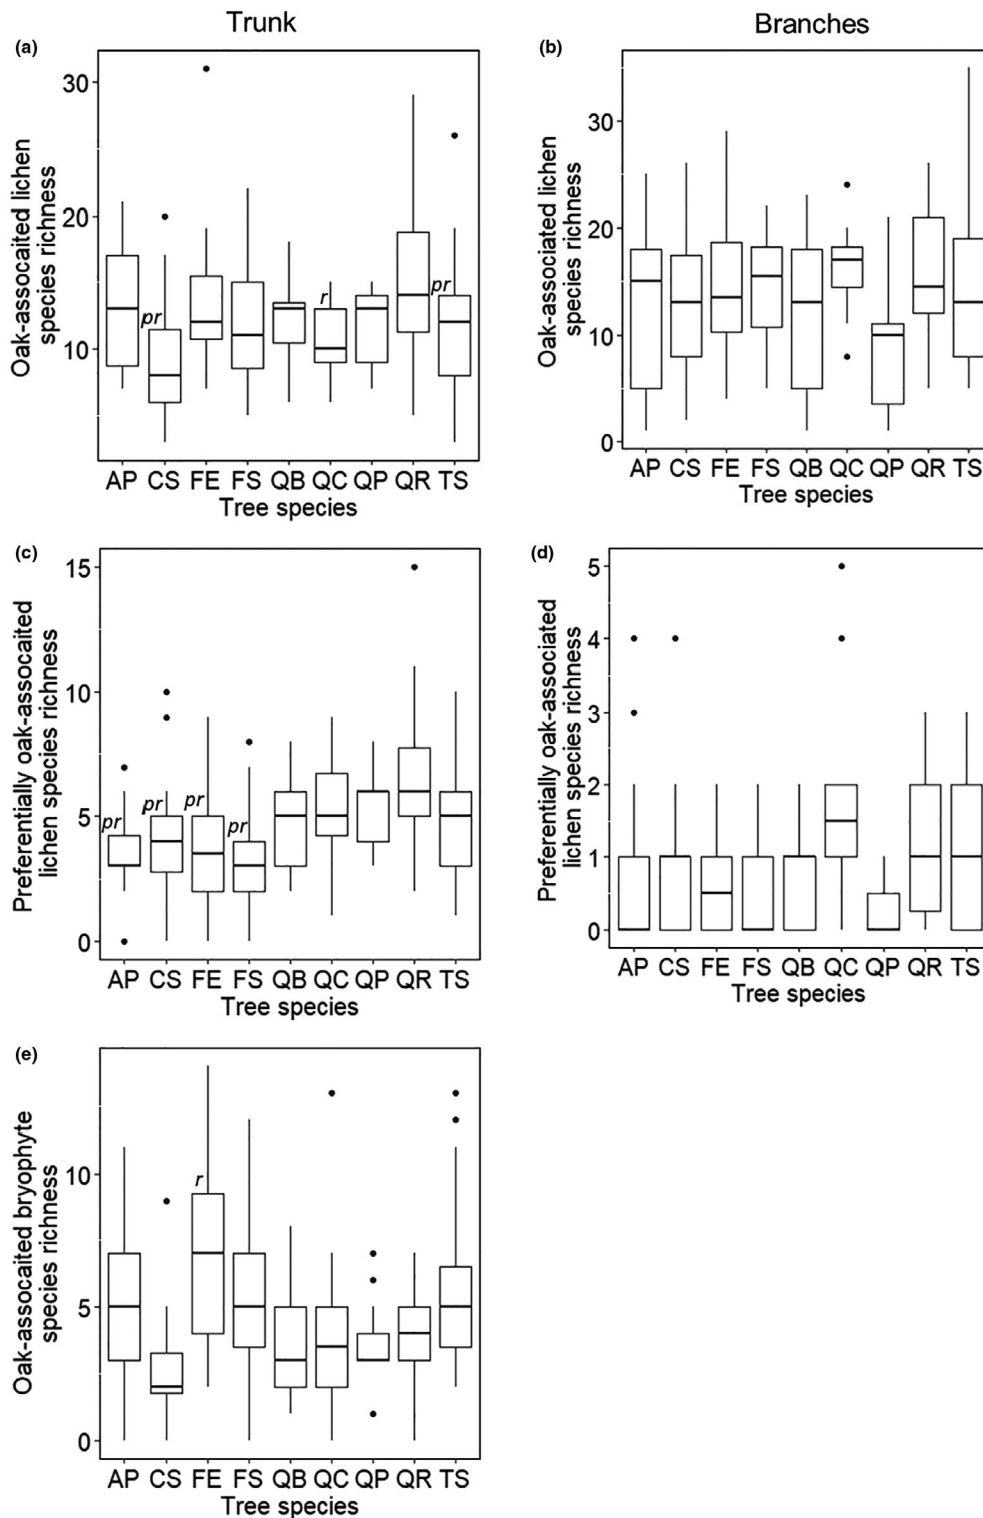 Trunk
Branches
(a)
Oak-assocaited lichen
species richness
30
20
10
pr
r
pr
AP CS FE FS QB QC QP QR TS
Tree species
(b)
Oak-associated lichen
species richness
30
20
10
0
AP CS FE FS QB QC QP QR TS
Tree species
(c)
Preferentially oak-assocaited
lichen species richness
15
10
5
0
pr
pr
pr
pr
AP CS FE FS QB QC QP QR TS
Tree species
(d)
Preferentially oak-associated
lichen species richness
5
4
3
2
1
0
AP CS FE FS QB QC QP QR TS
Tree species
(e)
Oak-assocaited bryophyte
species richness
10
5
0
r
AP CS FE FS QB QC QP QR TS
Tree species